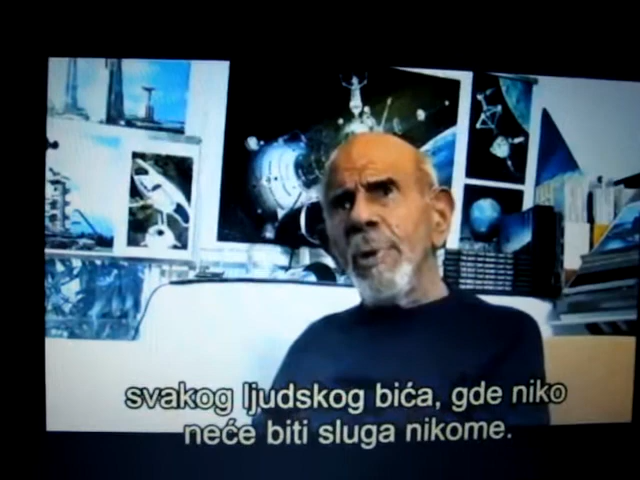 svakog ljudskog bića, gde niko
neće biti sluga nikome.